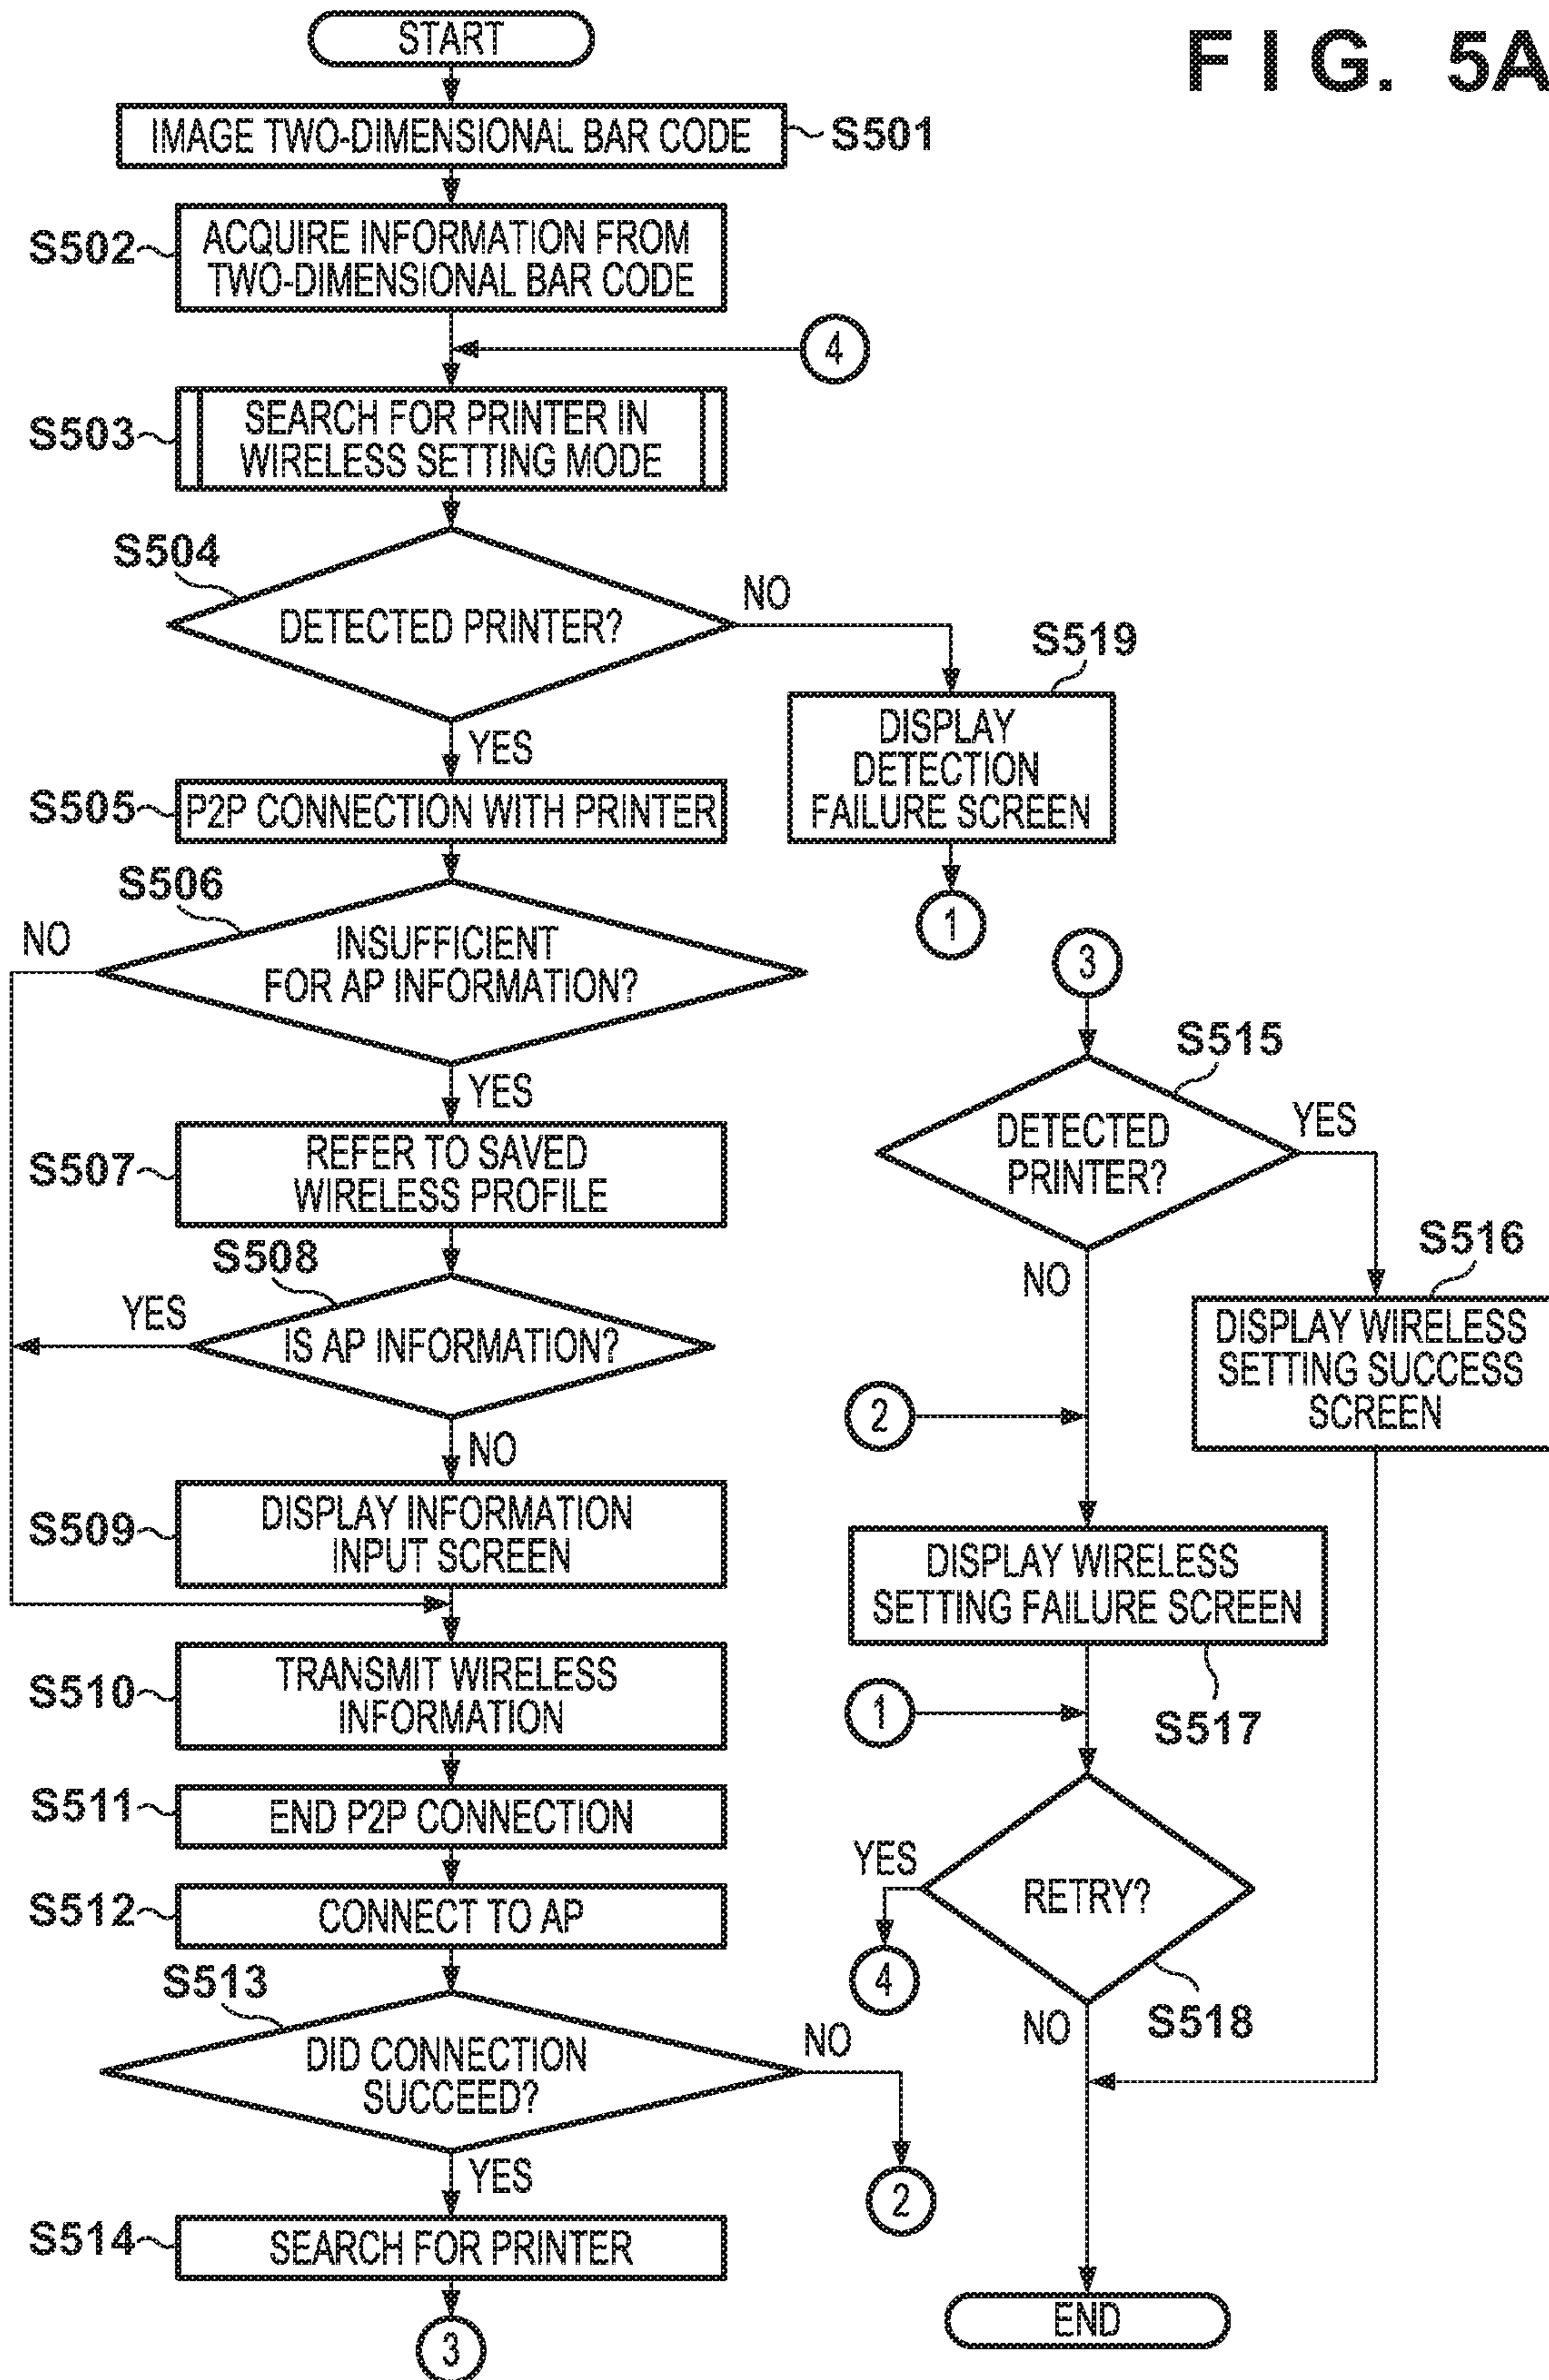 FIG. 5A
START
IMAGE TWO-DIMENSIONAL BAR CODE
S501
S502
ACQUIRE INFORMATION FROM
TWO-DIMENSIONAL BAR CODE
4
S503
SEARCH FOR PRINTER IN
WIRELESS SETTING MODE
S504
DETECTED PRINTER?
NO
YES
S519
DISPLAY
DETECTION
FAILURE SCREEN
1
S505
P2P CONNECTION WITH PRINTER
S506
NO
INSUFFICIENT
FOR AP INFORMATION?
YES
S507
REFER TO SAVED
WIRELESS PROFILE
S508
YES
IS AP INFORMATION?
NO
S509
DISPLAY INFORMATION
INPUT SCREEN
S510
TRANSMIT WIRELESS
INFORMATION
S511
END P2P CONNECTION
S512
CONNECT TO AP
S513
DID CONNECTION
SUCCEED?
NO
2
YES
S514
SEARCH FOR PRINTER
3
3
S515
DETECTED
PRINTER?
YES
NO
S516
DISPLAY WIRELESS
SETTING SUCCESS
SCREEN
2
DISPLAY WIRELESS
SETTING FAILURE SCREEN
S517
1
RETRY?
YES
4
S518
NO
END